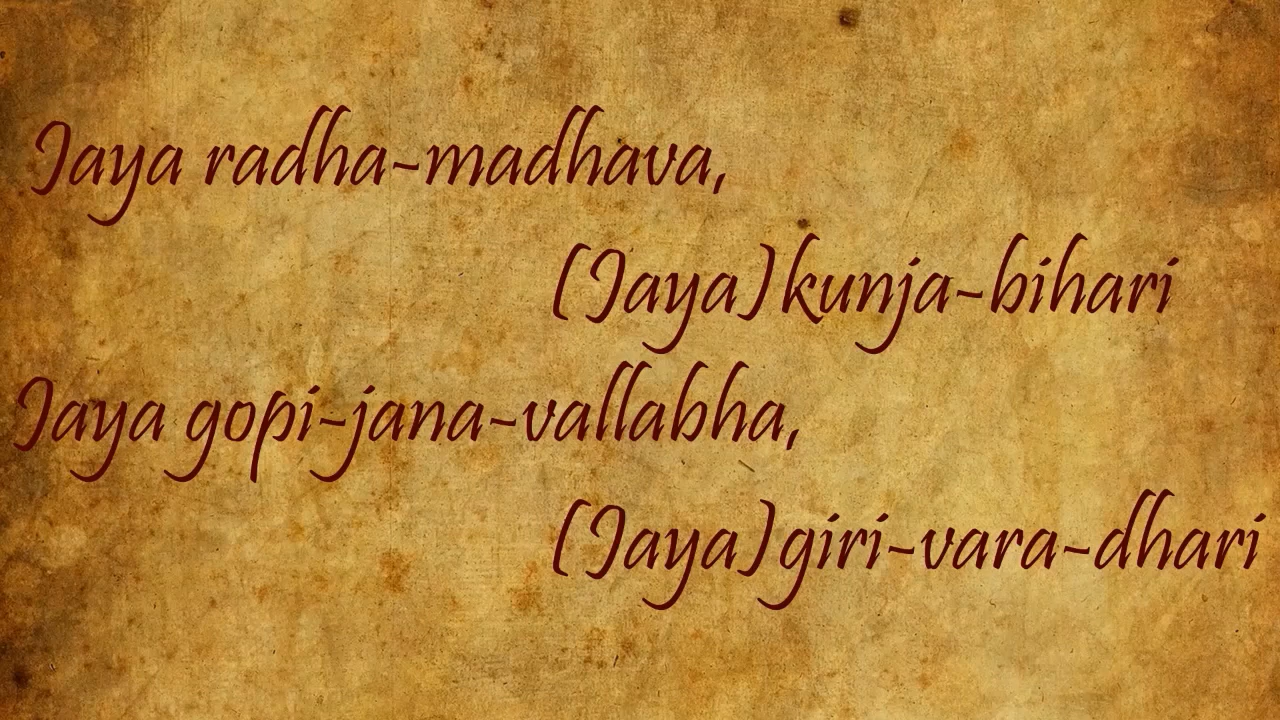 Jaya radha-madhava,
(Jaya)kunja-bihari
Jaya gopi-jana-vallabha,
(Jaya)giri-vara-dhari